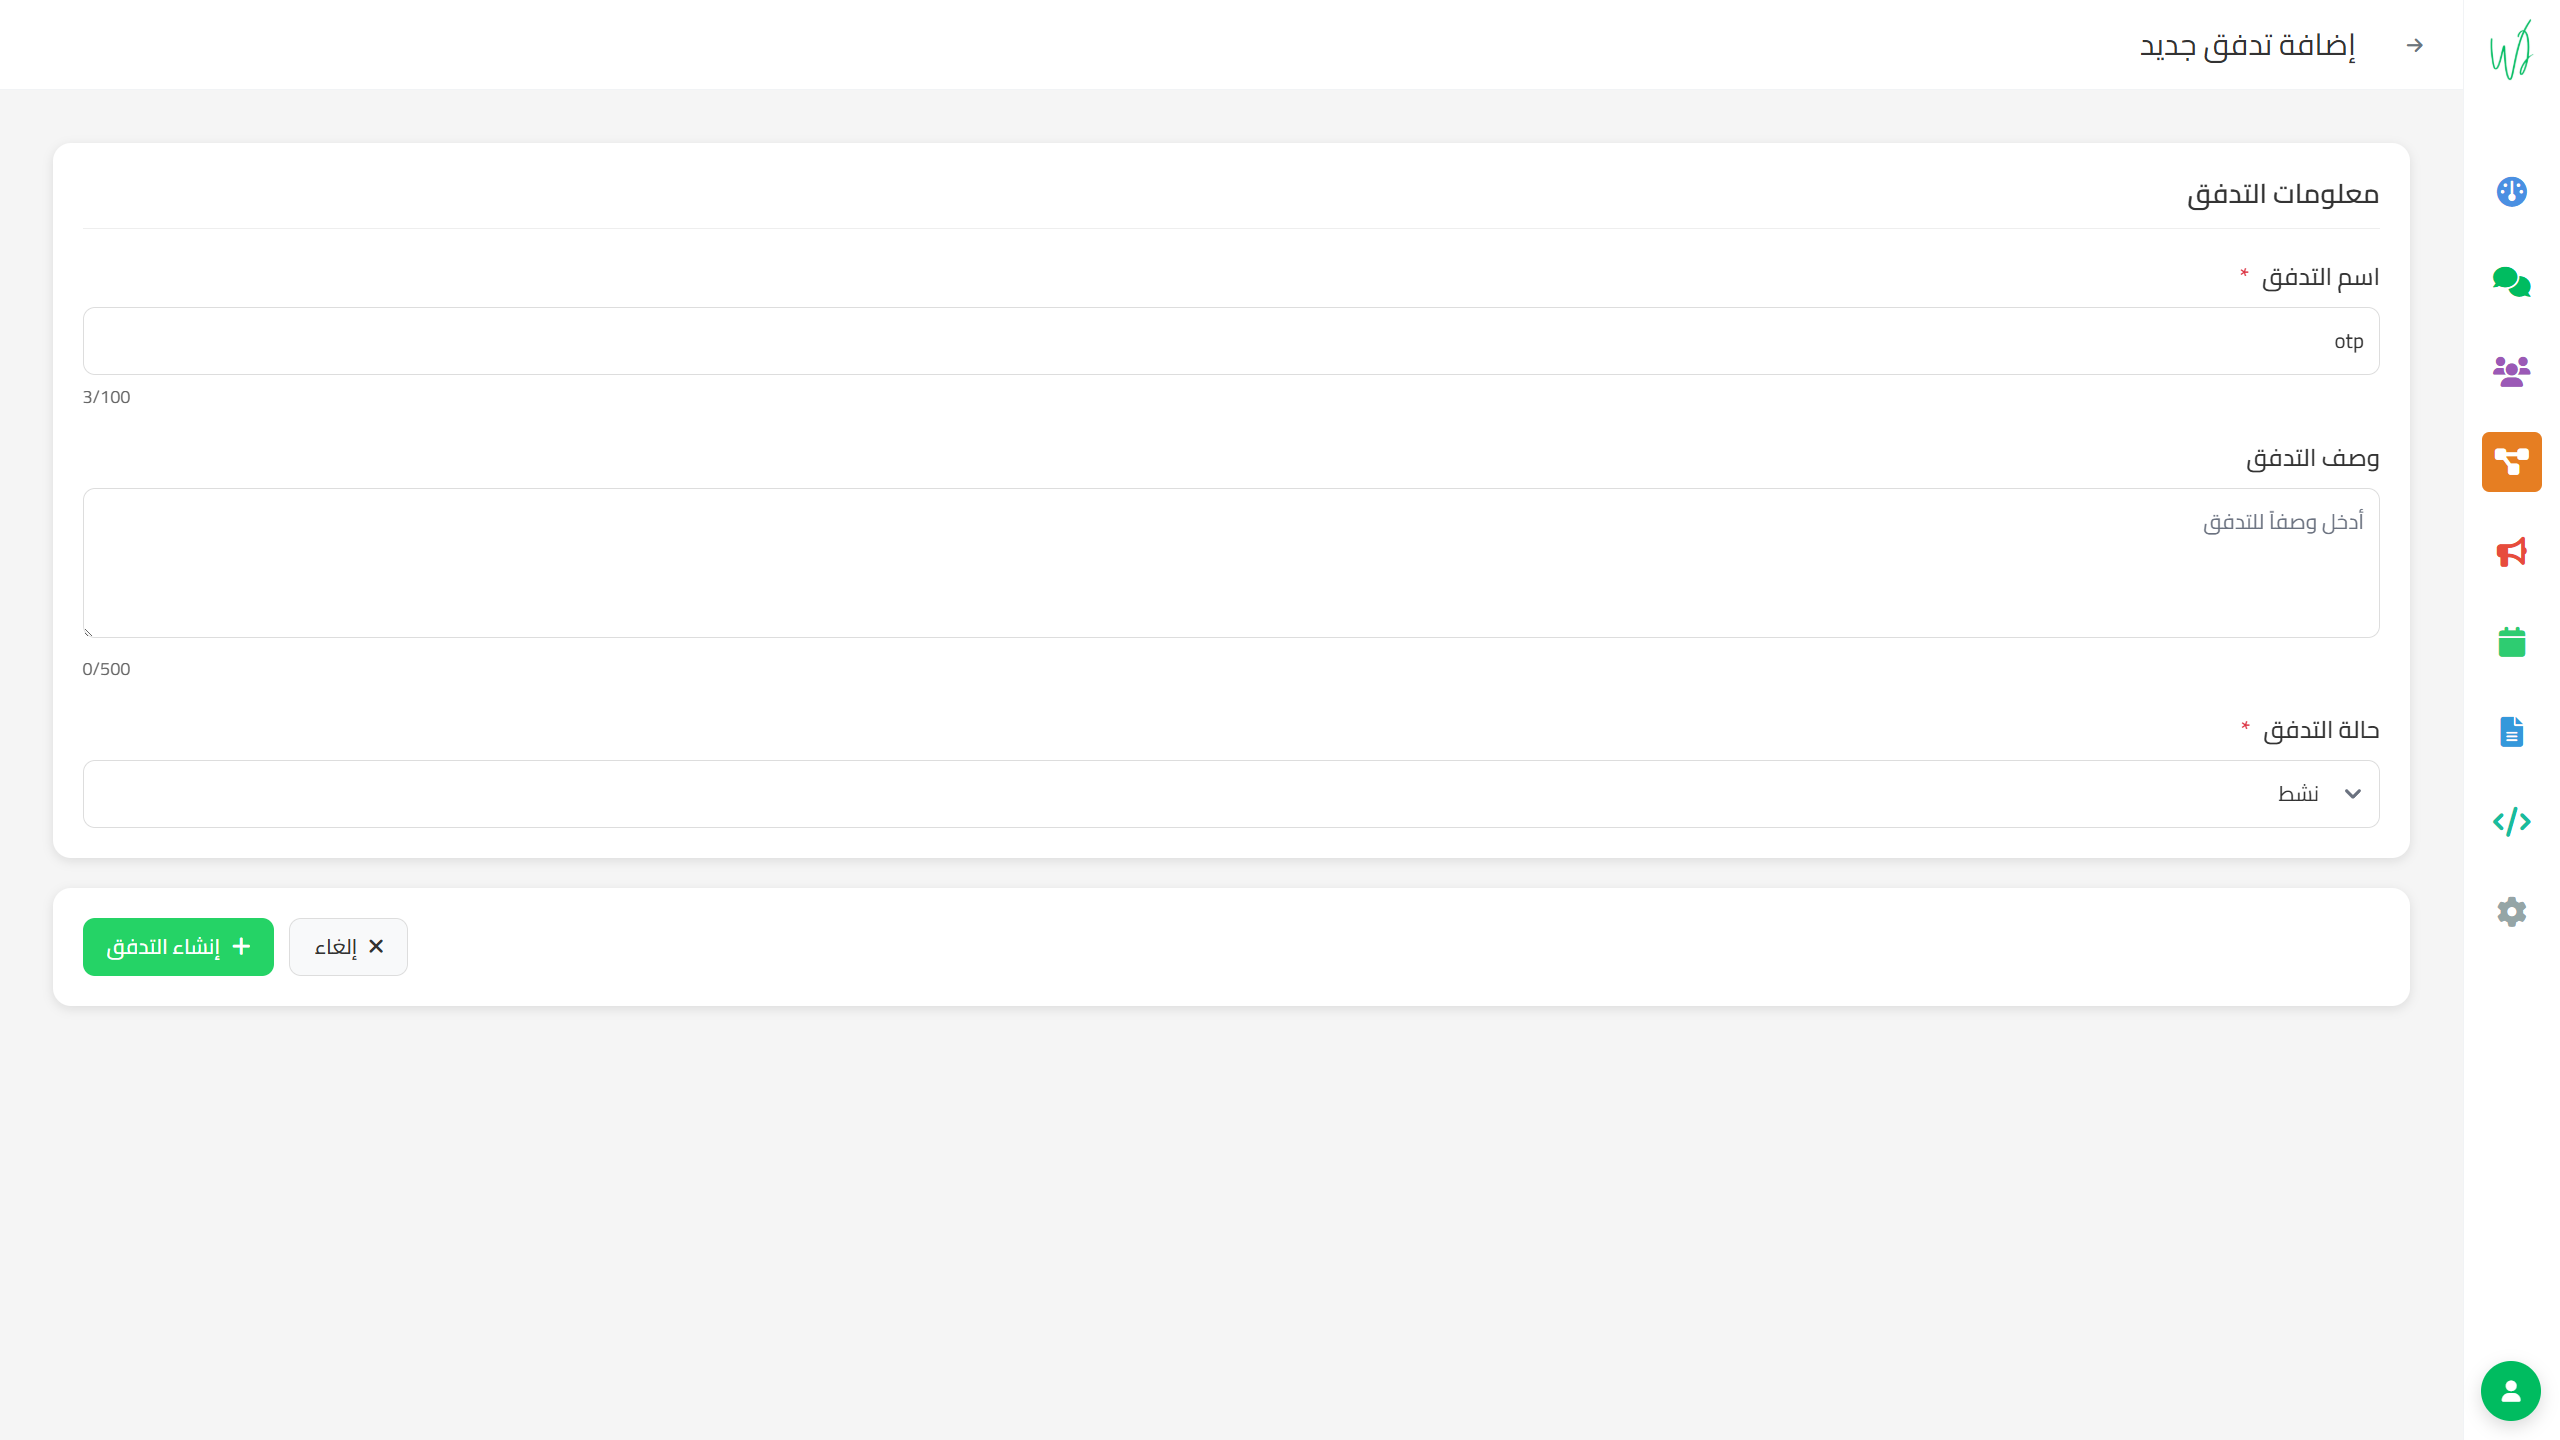 إضافة تدفق جديد
معلومات التدفق
اسم التدفق *
otp
3/100
وصف التدفق
أدخل وصفاً للتدفق
0/500
حالة التدفق *
نشط
إلغاء
إنشاء التدفق